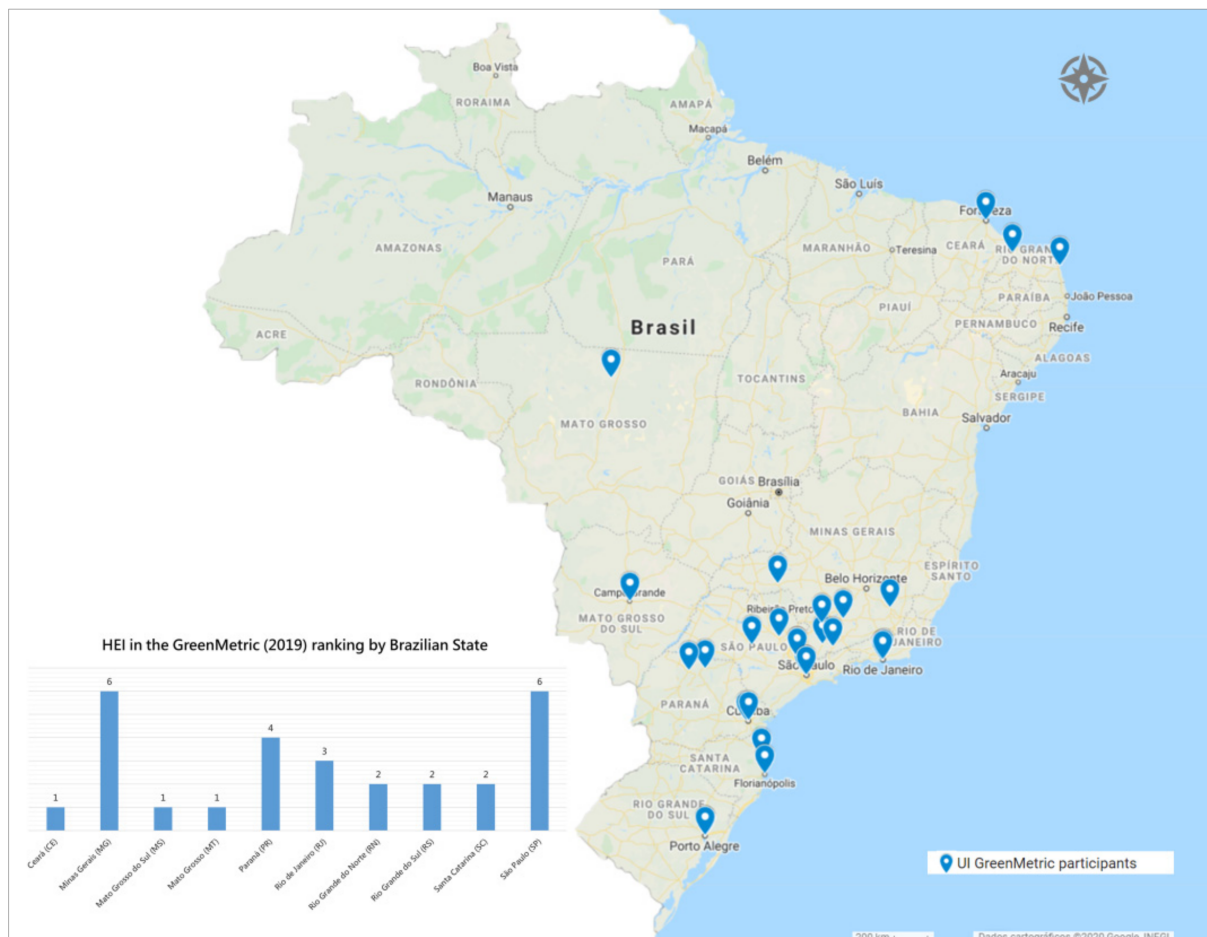 Boa Vista
RORAIMA
AMAPÁ
Macapá
Belém
São Luís
Manaus
AMAZONAS
PARÁ
MARANHÃO
Teresina
CEARÁ
RIO GRANDE
DO NORTE
PARAÍBA
João Pessoa
PIAUÍ
PERNAMBUCO
Recife
ACRE
Brasil
ALAGOAS
Aracaju
SERGIPE
RONDÔNIA
TOCANTINS
MATO GROSSO
BAHIA
Salvador
GOIÁS
Brasília
Goiânia
MINAS GERAIS
ESPÍRITO
SANTO
Belo Horizonte
Ribeirão Preto
MATO GROSSO
DO SUL
SÃO PAULO
RIO DE
JANEIRO
Rio de Janeiro
PARANÁ
SANTA
CATARINA
Florianópolis
RIO GRANDE
DO SUL
Porto Alegre
HEI in the GreenMetric (2019) ranking by Brazilian State
1
6
1
1
4
3
2
2
2
6
Ceará (CE)
Minas Gerais (MG)
Mato Grosso do Sul (MS)
Mato Grosso (MT)
Paraná (PR)
Rio de Janeiro (RJ)
Rio Grande do Norte (RN)
Rio Grande do Sul (RS)
Santa Catarina (SC)
São Paulo (SP)
UI GreenMetric participants